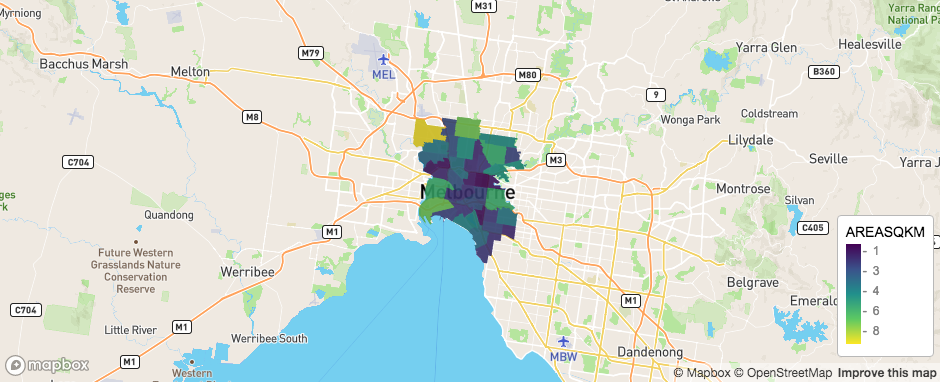 Myrniong
M31
Yarra Rang
National Park
M79
Yarra Glen
Healesville
Bacchus Marsh
Melton
MEL
M80
B360
9
M8
Wonga Park
Coldstream
Lilydale
C704
M3
Seville
Yarra J
Melbourne
Montrose
ges
rk
Quandong
Silvan
M1
C405
AREASQKM
1
3
4
6
8
Future Western
Grasslands Nature
Conservation
Reserve
Werribee
Belgrave
C704
M1
Emerald
Little River
M1
Werribee South
MBW
Dandenong
M1
Western
mapbox
© Mapbox © OpenStreetMap Improve this map